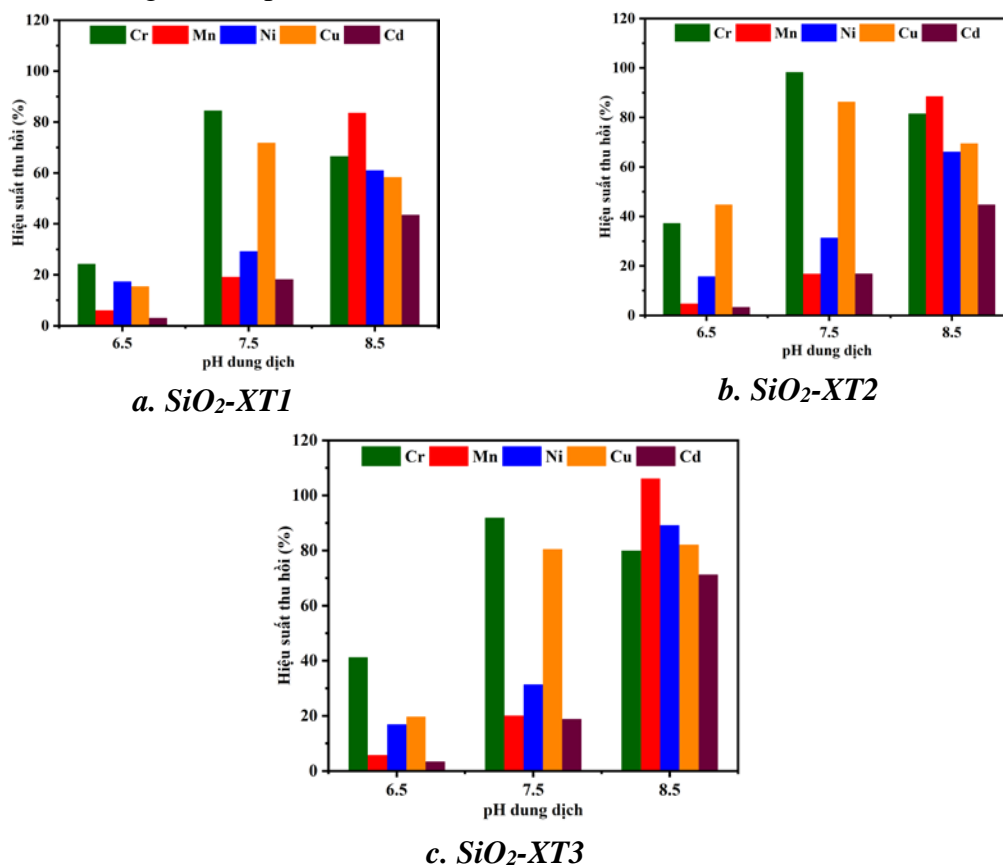 120
100
80
60
40
20
0
Hiệu suất thu hồi (%)
Cr Mn Ni Cu Cd
6.5 7.5 8.5
pH dung dịch
a. SiO2-XT1
120
100
80
60
40
20
0
Hiệu suất thu hồi (%)
Cr Mn Ni Cu Cd
6.5 7.5 8.5
pH dung dịch
b. SiO2-XT2
120
100
80
60
40
20
0
Hiệu suất thu hồi (%)
Cr Mn Ni Cu Cd
6.5 7.5 8.5
pH dung dịch
c. SiO2-XT3